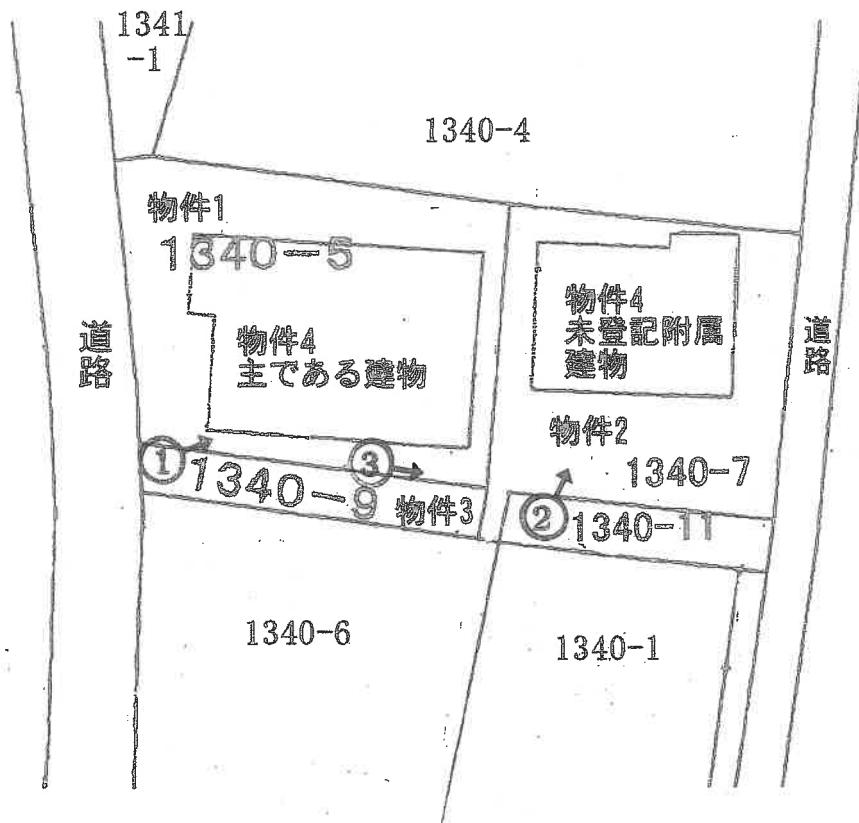 1341
-1
1340-4
物件1
1340-5
物件4
主である建物
物件4
未登記附属
建物
道路
道路
物件2
1340-7
①
③
1340-9
物件3
②
1340-11
1340-6
1340-1